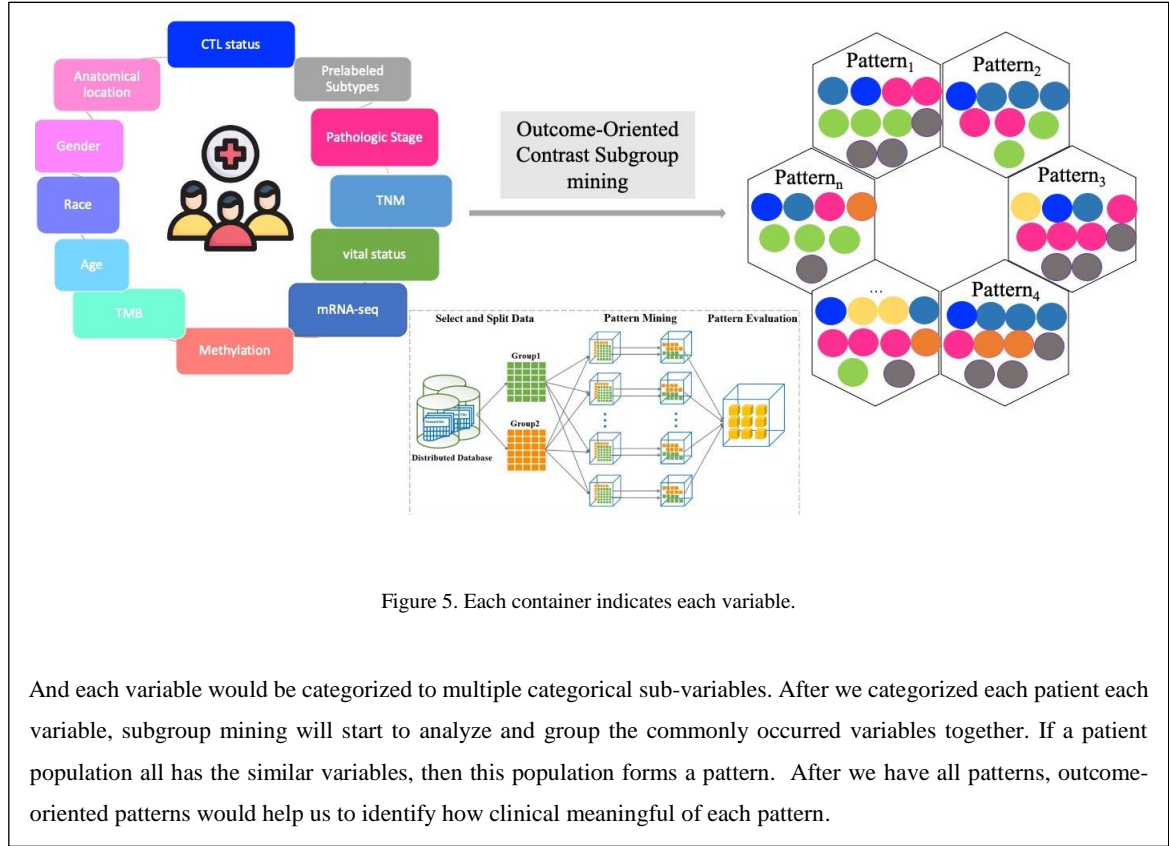 CTL status
Prelabeled
Subtypes
Pathologic Stage
TNM
vital status
mRNA-seq
Methylation
TMB
Age
Race
Gender
Anatomical
location
Outcome-Oriented
Contrast Subgroup
mining
Pattern1
Pattern2
Patternn
Pattern3
...
Pattern4
Select and Split Data
Pattern Mining
Pattern Evaluation
Group1
Group2
Distributed Database
Figure 5. Each container indicates each variable.
And each variable would be categorized to multiple categorical sub-variables. After we categorized each patient each
variable, subgroup mining will start to analyze and group the commonly occurred variables together. If a patient
population all has the similar variables, then this population forms a pattern. After we have all patterns, outcome-
oriented patterns would help us to identify how clinical meaningful of each pattern.